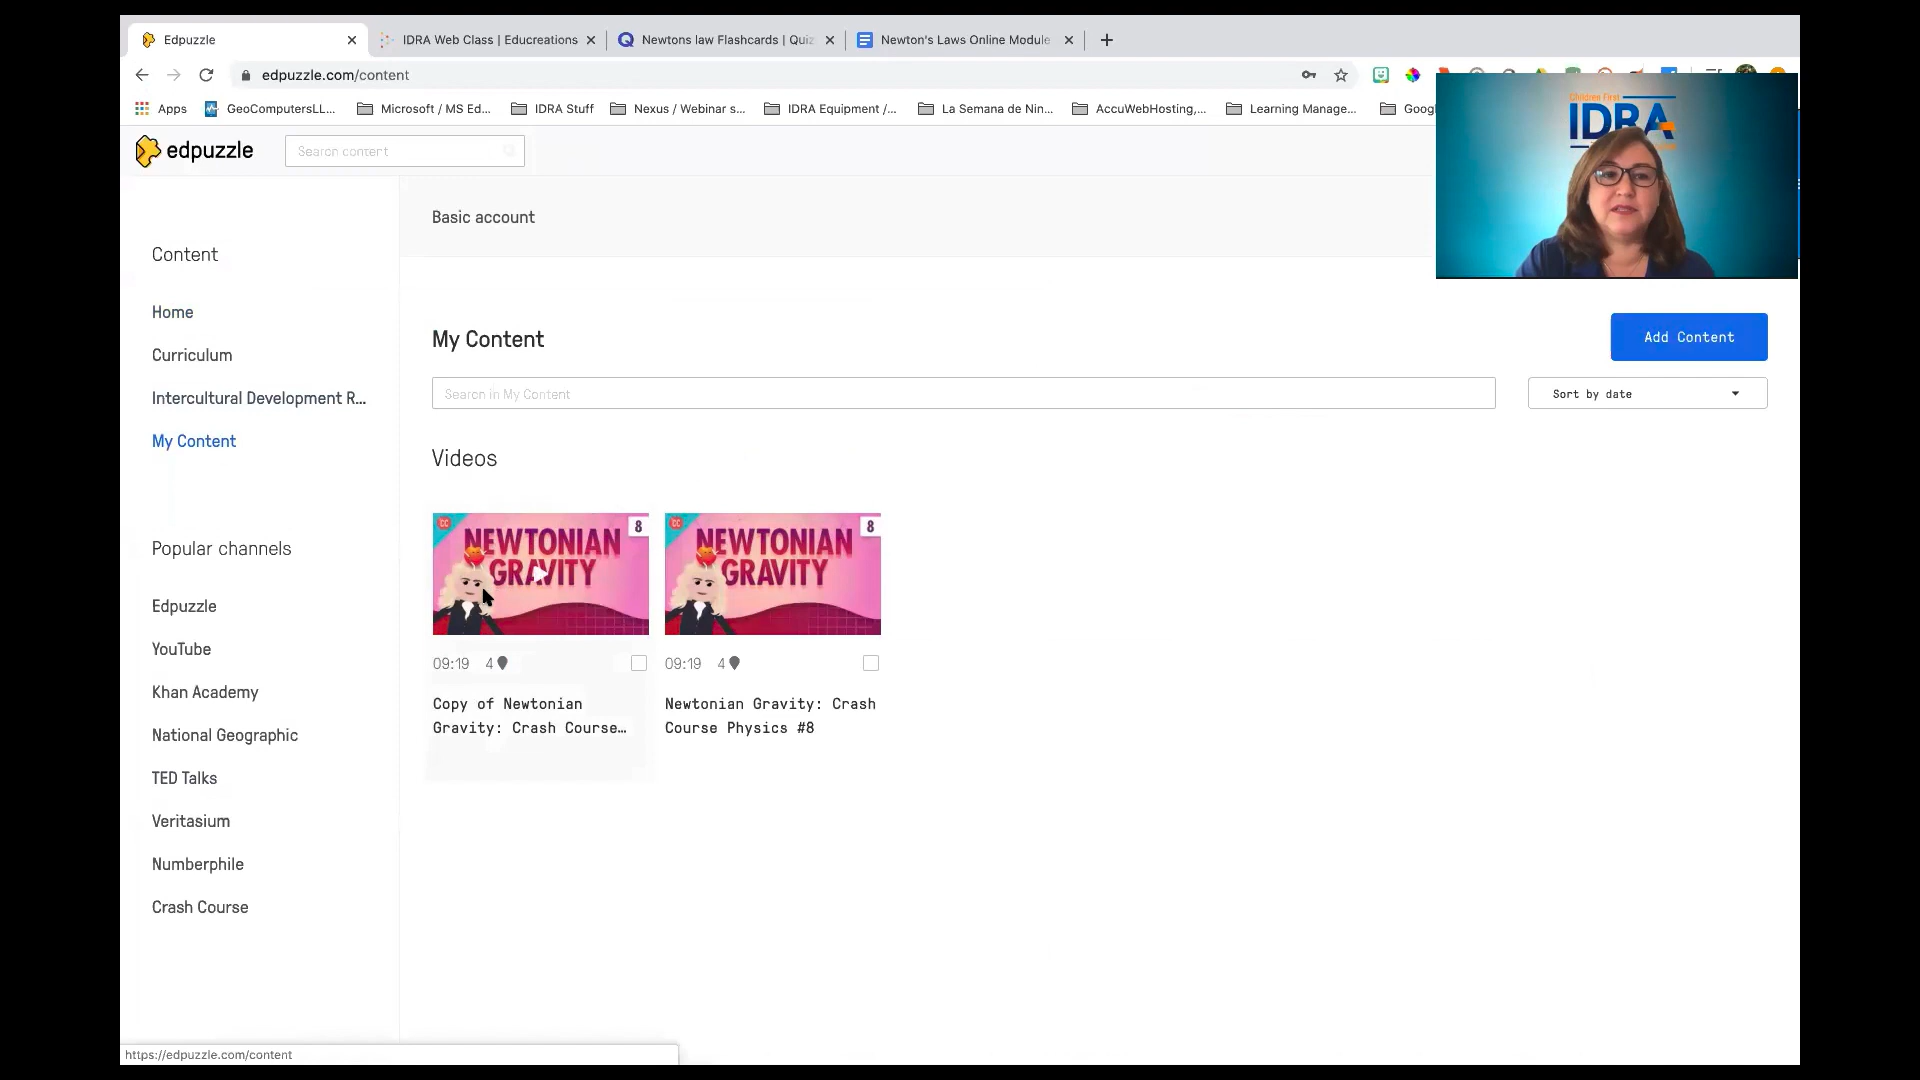 Edpuzzle
IDRA Web Class | Educreations
Newtons law Flashcards | Quiz
Newton's Laws Online Module
edpuzzle.com/content
Apps
GeoComputersLL...
Microsoft / MS Ed...
IDRA Stuff
Nexus / Webinar s...
IDRA Equipment /...
La Semana de Nin...
AccuWebHosting,...
Learning Manage...
Googl
Children First
IDRA
edpuzzle
Search content
Basic account
Content
Home
Curriculum
Intercultural Development R...
My Content
Popular channels
Edpuzzle
YouTube
Khan Academy
National Geographic
TED Talks
Veritasium
Numberphile
Crash Course
My Content
Add Content
Search in My Content
Sort by date
Videos
CC
8
NEWTONIAN
GRAVITY
09:19 4
Copy of Newtonian
Gravity: Crash Course…
CC
8
NEWTONIAN
GRAVITY
09:19 4
Newtonian Gravity: Crash
Course Physics #8
https://edpuzzle.com/content